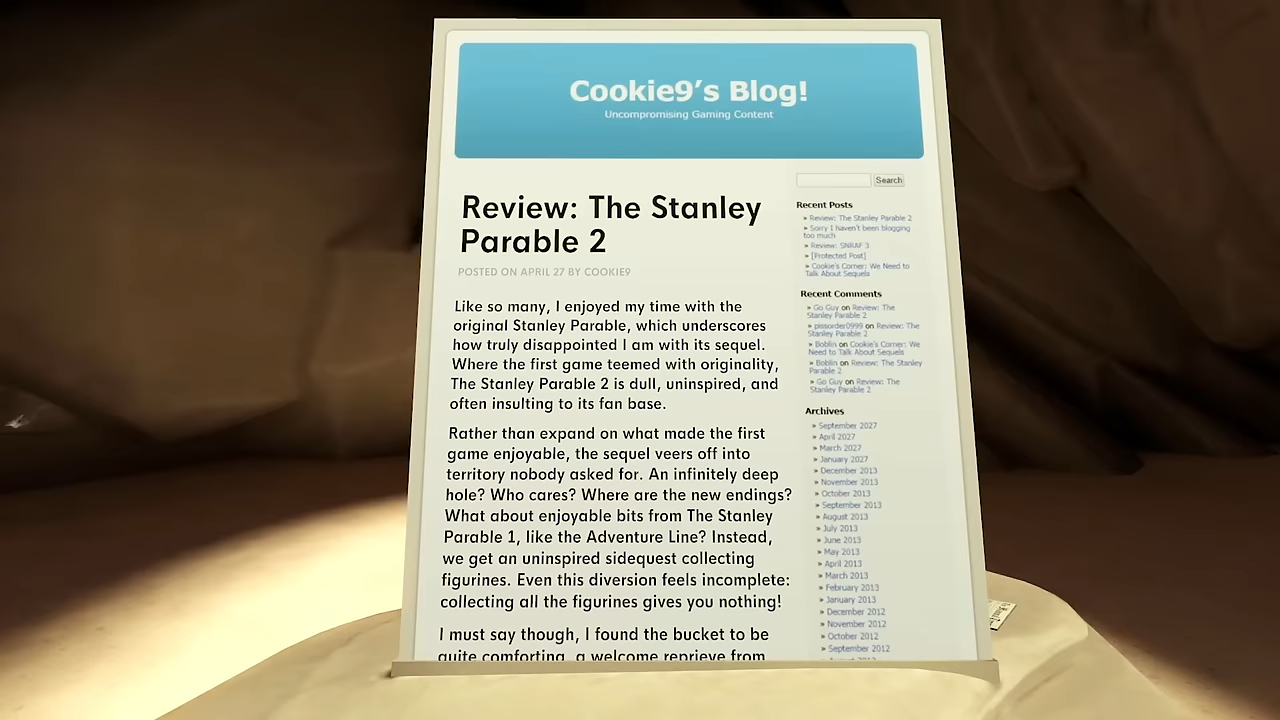 Cookie9's Blog!
Uncompromising Gaming Content
Review: The Stanley
Parable 2
POSTED ON APRIL 27 BY COOKIE9
Like so many, I enjoyed my time with the
original Stanley Parable, which underscores
how truly disappointed I am with its sequel.
Where the first game teemed with originality,
The Stanley Parable 2 is dull, uninspired, and
often insulting to its fan base.
Rather than expand on what made the first
game enjoyable, the sequel veers off into
territory nobody asked for. An infinitely deep
hole? Who cares? Where are the new endings?
What about enjoyable bits from The Stanley
Parable 1, like the Adventure Line? Instead,
we get an uninspired sidequest collecting
figurines. Even this diversion feels incomplete:
collecting all the figurines gives you nothing!
I must say though, I found the bucket to be
quite comforting, a welcome reprieve from
Search
Recent Posts
» Review: The Stanley Parable 2
» Sorry I haven't been blogging
too much
» Review: SNRAF 3
» [Protected Post]
» Cookie's Corner: We Need to
Talk About Sequels
Recent Comments
» Go Guy on Review: The
Stanley Parable 2
» pissorder0999 on Review: The
Stanley Parable 2
» Boblin on Cookie's Corner: We
Need to Talk About Sequels
» Boblin on Review: The Stanley
Parable 2
» Go Guy on Review: The
Stanley Parable 2
Archives
» September 2027
» April 2027
» March 2027
» January 2027
» December 2013
» November 2013
» October 2013
» September 2013
» August 2013
» July 2013
» June 2013
» May 2013
» April 2013
» March 2013
» February 2013
» January 2013
» December 2012
» November 2012
» October 2012
» September 2012